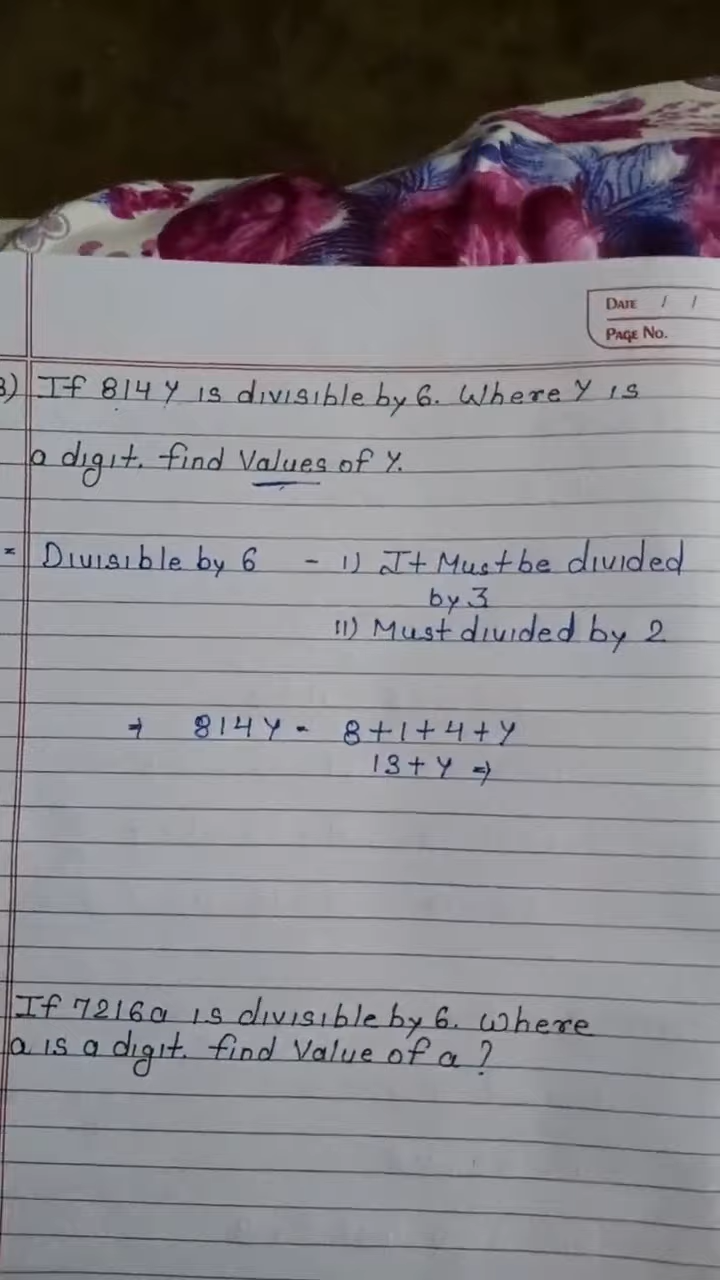 DATE / /
PAGE No.
3) If 814Y is divisible by 6. Where Y is
a digit. find Values of Y.
= Divisible by 6 - i) It Must be divided
by 3
ii) Must divided by 2
⇒ 814Y - 8+1+4+Y
13+Y ⇒
If 7216a is divisible by 6. where
a is a digit. find Value of a?